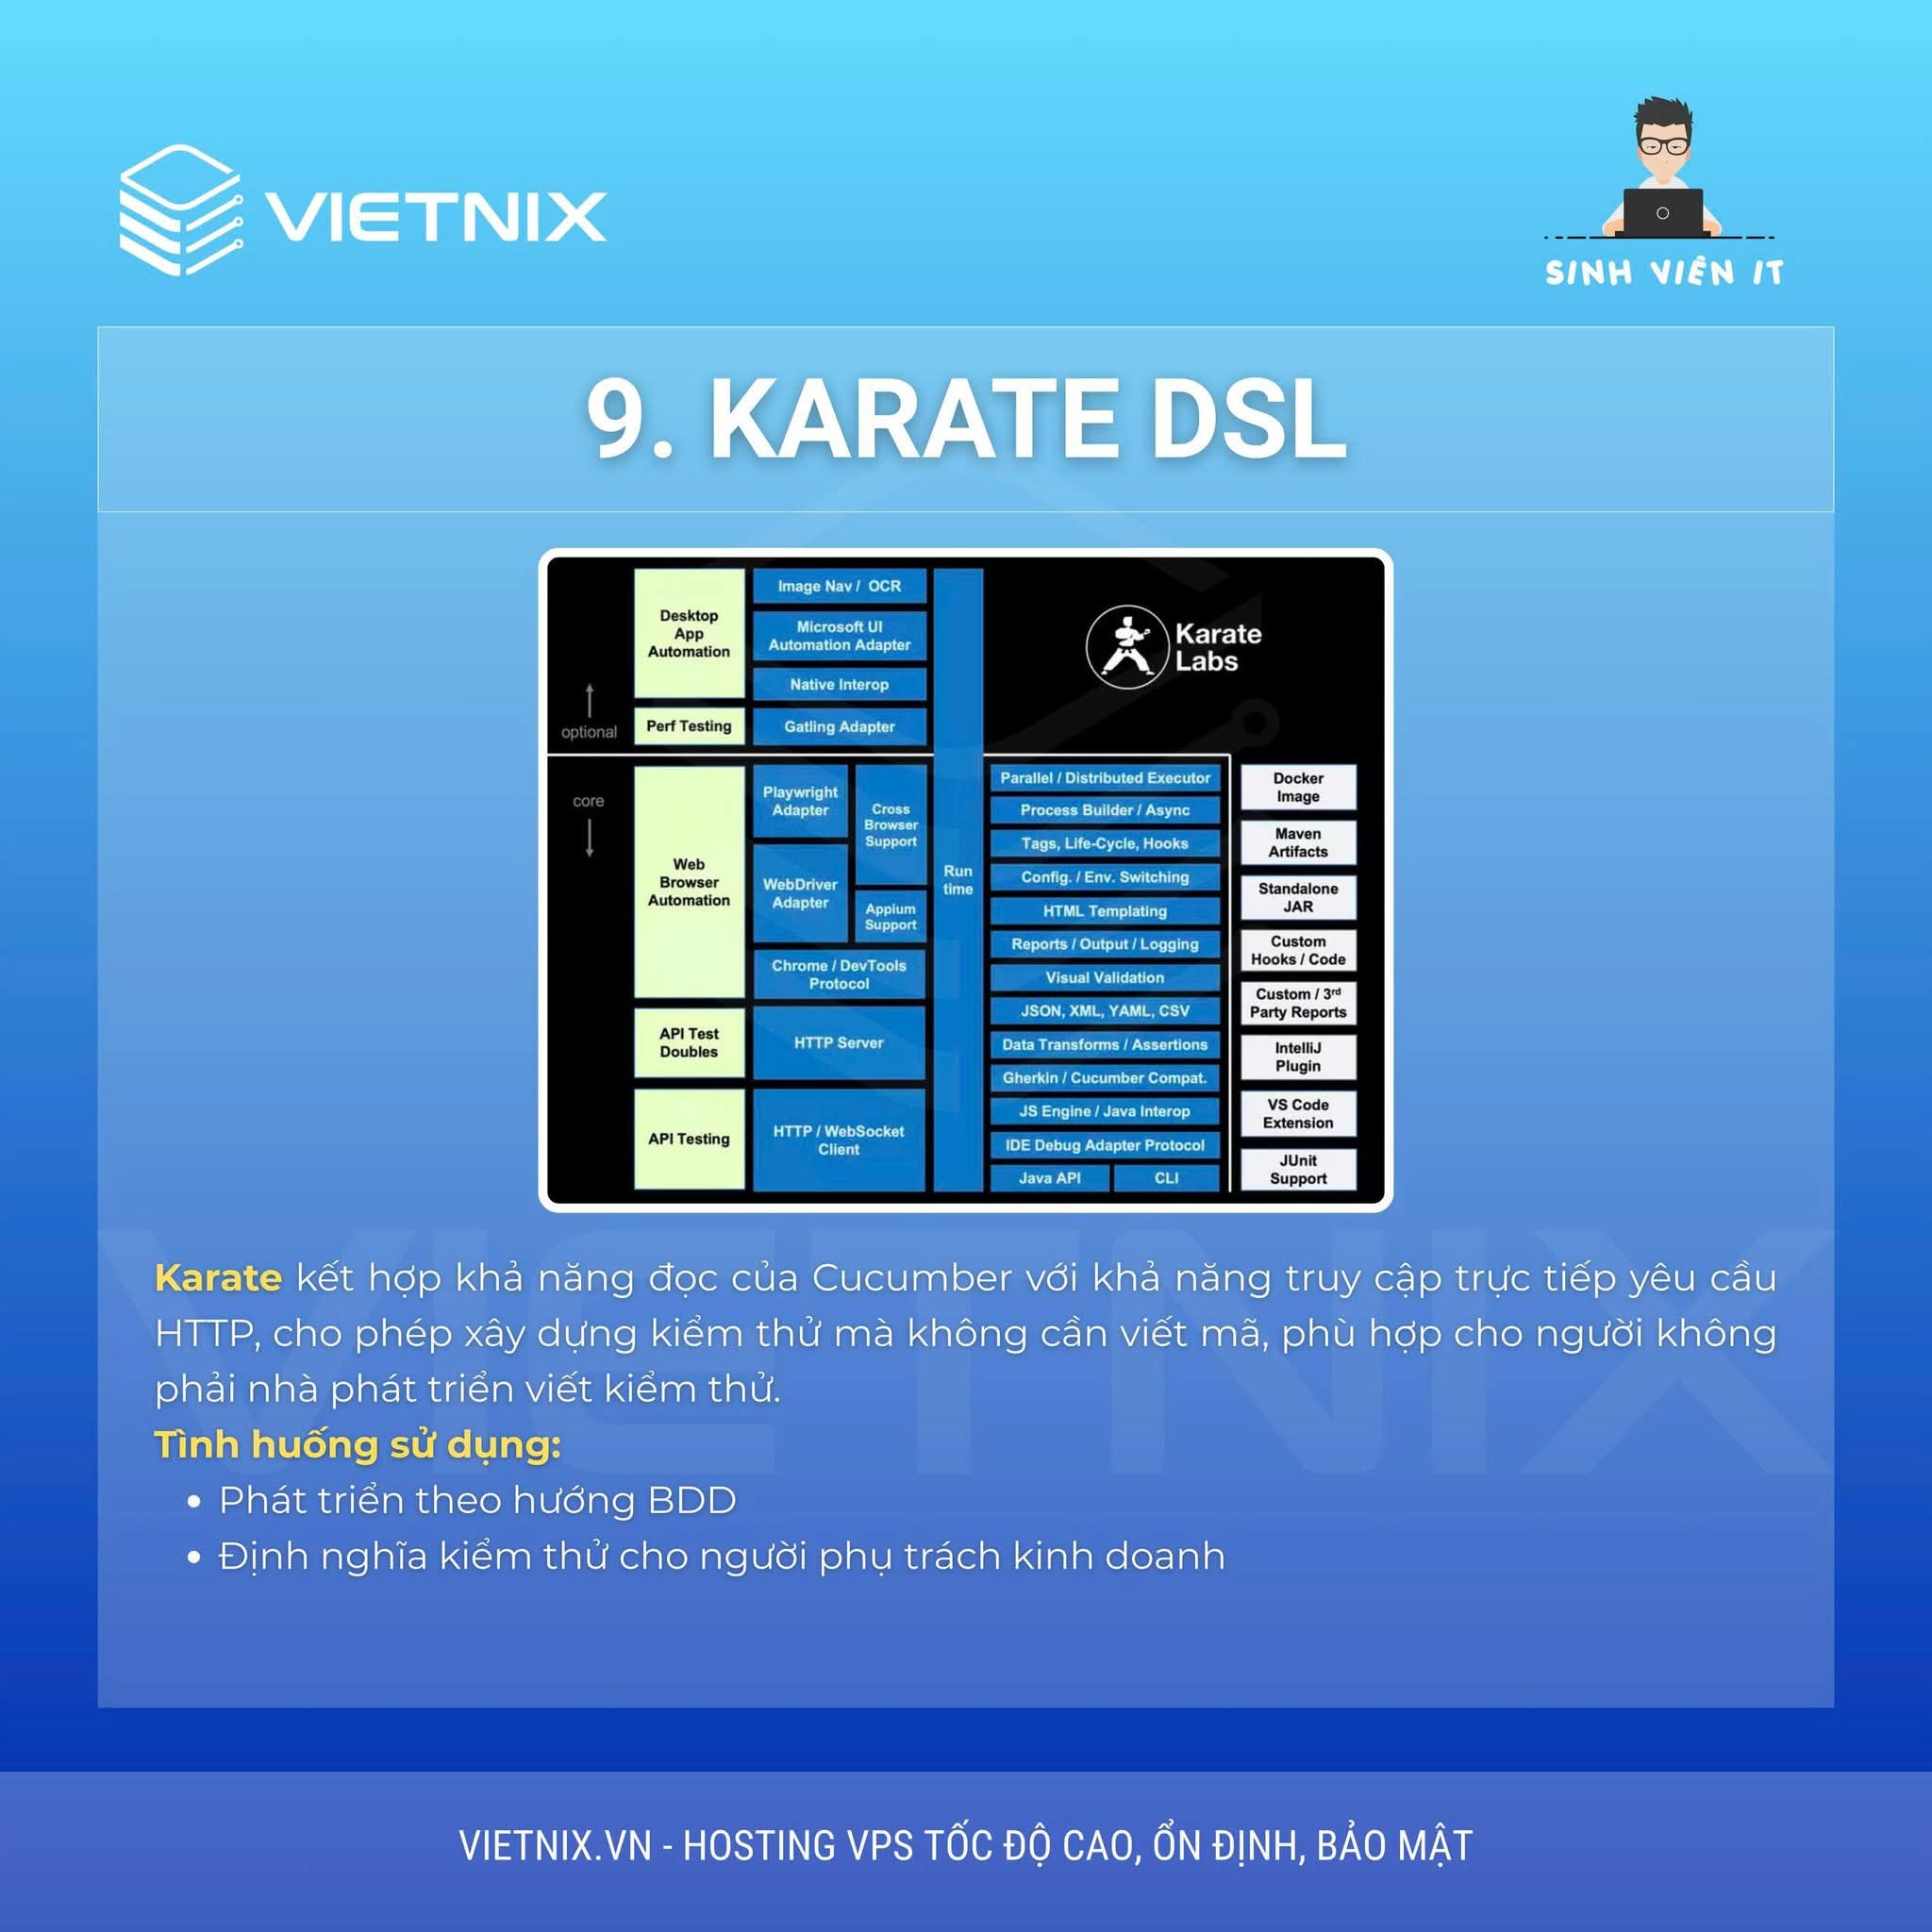 VIETNIX
SINH VIÊN IT
9. KARATE DSL
Desktop
App
Automation
Image Nav / OCR
Microsoft UI
Automation Adapter
Native Interop
optional
Perf Testing
Gatling Adapter
Karate
Labs
core
Web
Browser
Automation
Playwright
Adapter
Cross
Browser
Support
WebDriver
Adapter
Appium
Support
Chrome / DevTools
Protocol
API Test
Doubles
HTTP Server
API Testing
HTTP / WebSocket
Client
Run
time
Parallel / Distributed Executor
Process Builder / Async
Tags, Life-Cycle, Hooks
Config. / Env. Switching
HTML Templating
Reports / Output / Logging
Visual Validation
JSON, XML, YAML, CSV
Data Transforms / Assertions
Gherkin / Cucumber Compat.
JS Engine / Java Interop
IDE Debug Adapter Protocol
Java API
CLI
Docker
Image
Maven
Artifacts
Standalone
JAR
Custom
Hooks / Code
Custom / 3rd
Party Reports
IntelliJ
Plugin
VS Code
Extension
JUnit
Support
Karate kết hợp khả năng đọc của Cucumber với khả năng truy cập trực tiếp yêu cầu
HTTP, cho phép xây dựng kiểm thử mà không cần viết mã, phù hợp cho người không
phải nhà phát triển viết kiểm thử.
Tình huống sử dụng:
• Phát triển theo hướng BDD
• Định nghĩa kiểm thử cho người phụ trách kinh doanh
VIETNIX
VIETNIX.VN - HOSTING VPS TỐC ĐỘ CAO, ỔN ĐỊNH, BẢO MẬT